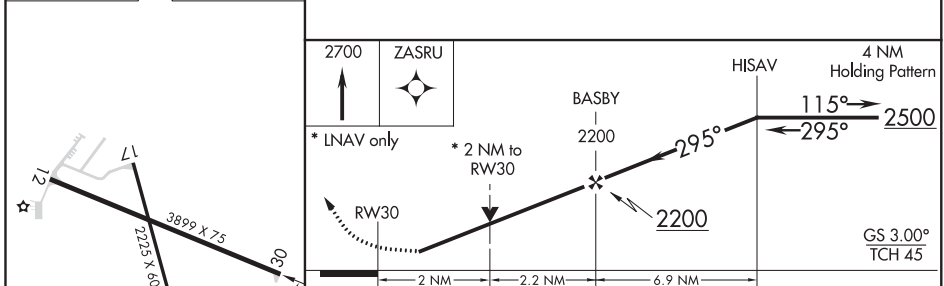 2700
ZASRU
* LNAV only
* 2 NM to
RW30
RW30
BASBY
2200
2200
HISAV
4 NM
Holding Pattern
115°
295°
2500
295°
GS 3.00°
TCH 45
2 NM
2.2 NM
6.9 NM
12
17
3899 X 75
2225 X 60
30